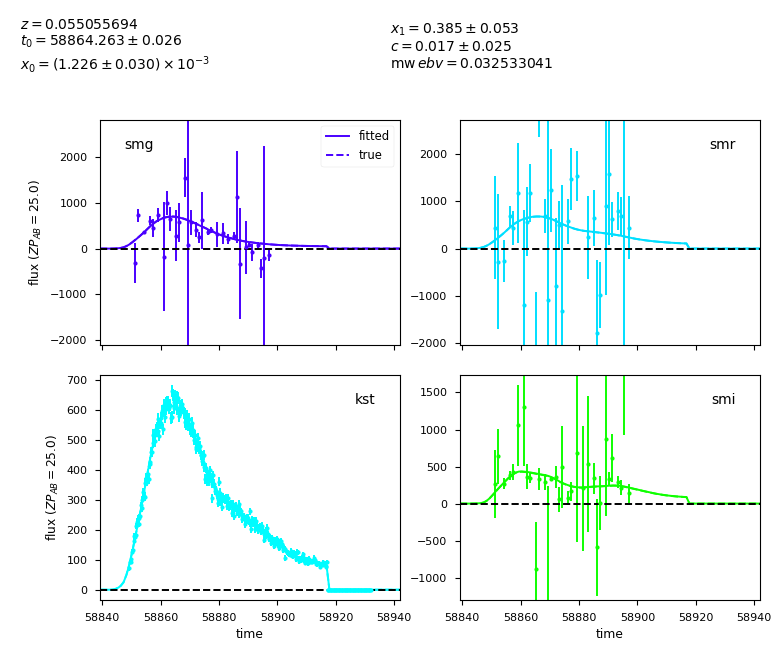 z = 0.055055694
t₀ = 58864.263 ± 0.026
x₀ = (1.226 ± 0.030) × 10⁻³
x₁ = 0.385 ± 0.053
c = 0.017 ± 0.025
mw ebv = 0.032533041
smg
fitted
true
2000
1000
0
−1000
−2000
flux (ZP_AB = 25.0)
smr
2000
1000
0
−1000
−2000
kst
700
600
500
400
300
200
100
0
flux (ZP_AB = 25.0)
58840 58860 58880 58900 58920 58940
time
smi
1500
1000
500
0
−500
−1000
58840 58860 58880 58900 58920 58940
time